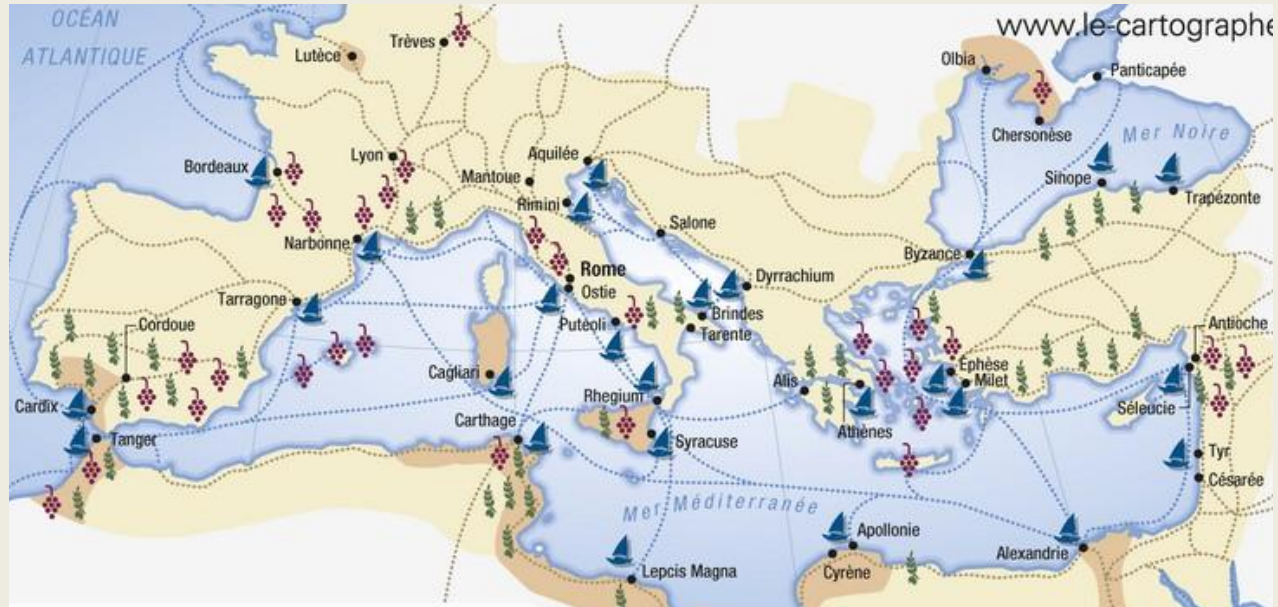 OCÉAN
ATLANTIQUE
www.le-cartographe
Lutèce
Trèves
Olbia
Panticapée
Chersonèse
Mer Noire
Bordeaux
Lyon
Aquilée
Mantoue
Sinope
Trapézonte
Rimini
Salone
Narbonne
Byzance
Rome
Dyrrachium
Ostie
Tarragone
Brindes
Putéoli
Cordoue
Tarente
Antioche
Ephèse
Cagliari
Alis
Milet
Rhegium
Cardix
Séleucie
Carthage
Athènes
Tanger
Syracuse
Tyr
Césarée
Mer Méditerranée
Apollonie
Alexandrie
Lepcis Magna
Cyrène